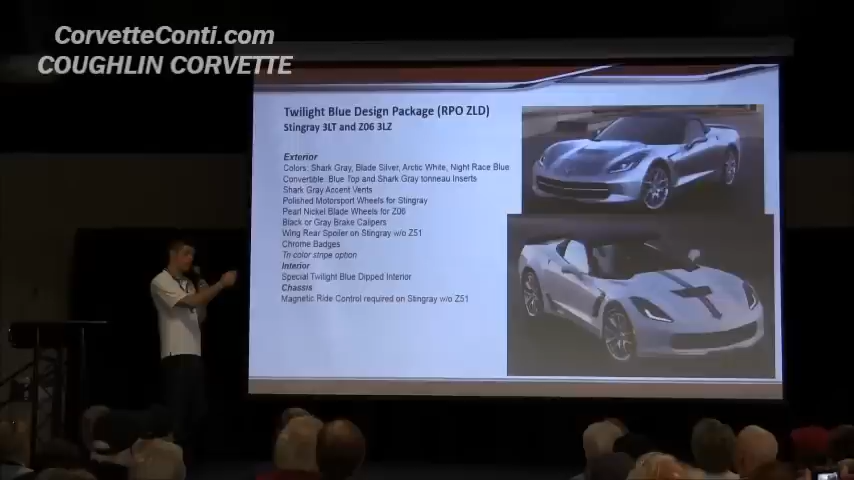 CorvetteConti.com
COUGHLIN CORVETTE
Twilight Blue Design Package (RPO ZLD)
Stingray 3LT and Z06 3LZ
Exterior
Colors: Shark Gray, Blade Silver, Arctic White, Night Race Blue
Convertible: Blue Top and Shark Gray tonneau Inserts
Shark Gray Accent Vents
Polished Motorsport Wheels for Stingray
Pearl Nickel Blade Wheels for Z06
Black or Gray Brake Calipers
Wing Rear Spoiler on Stingray w/o Z51
Chrome Badges
Tri color stripe option
Interior
Special Twilight Blue Dipped Interior
Chassis
Magnetic Ride Control required on Stingray w/o Z51